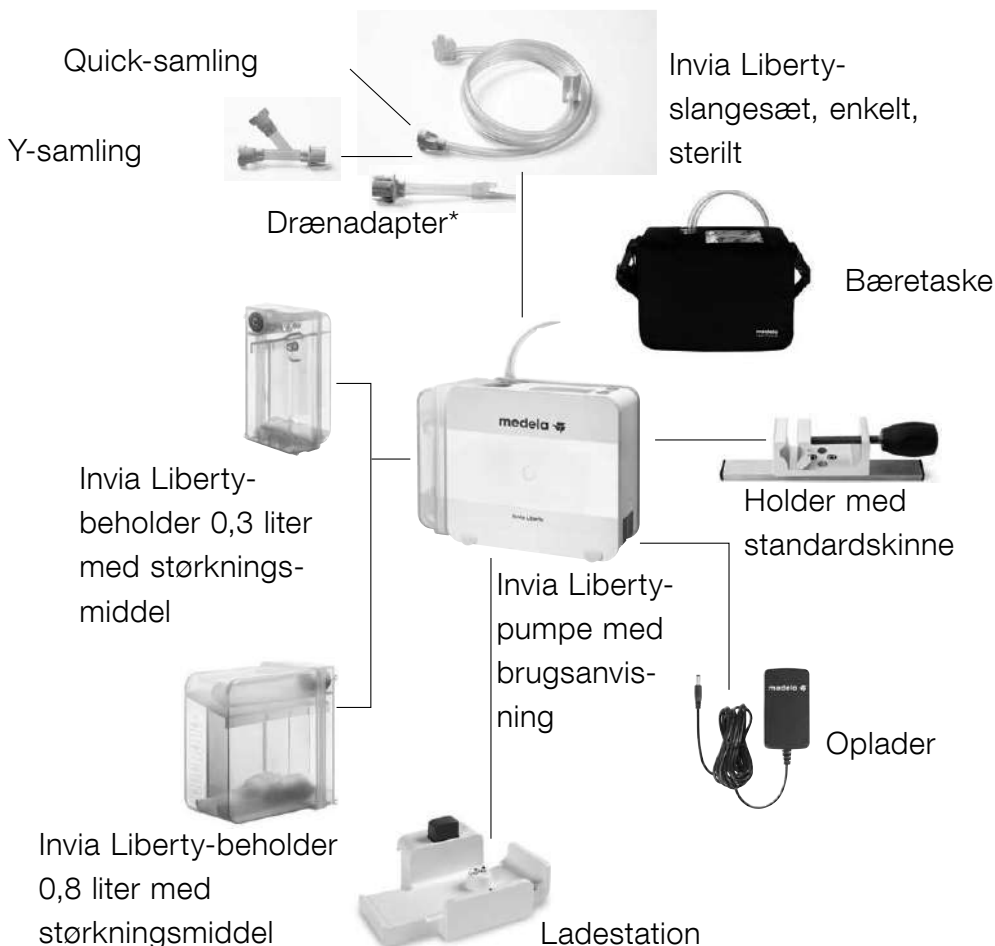 Quick-samling
Y-samling
Drænadapter*
Invia Liberty-
slangesæt, enkelt,
sterilt
Bæretaske
medela
medela
Invia Liberty
Invia Liberty-
beholder 0,3 liter
med størknings-
middel
Holder med
standardskinne
Invia Liberty-
pumpe med
brugsanvis-
ning
medela
Oplader
Invia Liberty-beholder
0,8 liter med
størkningsmiddel
Ladestation